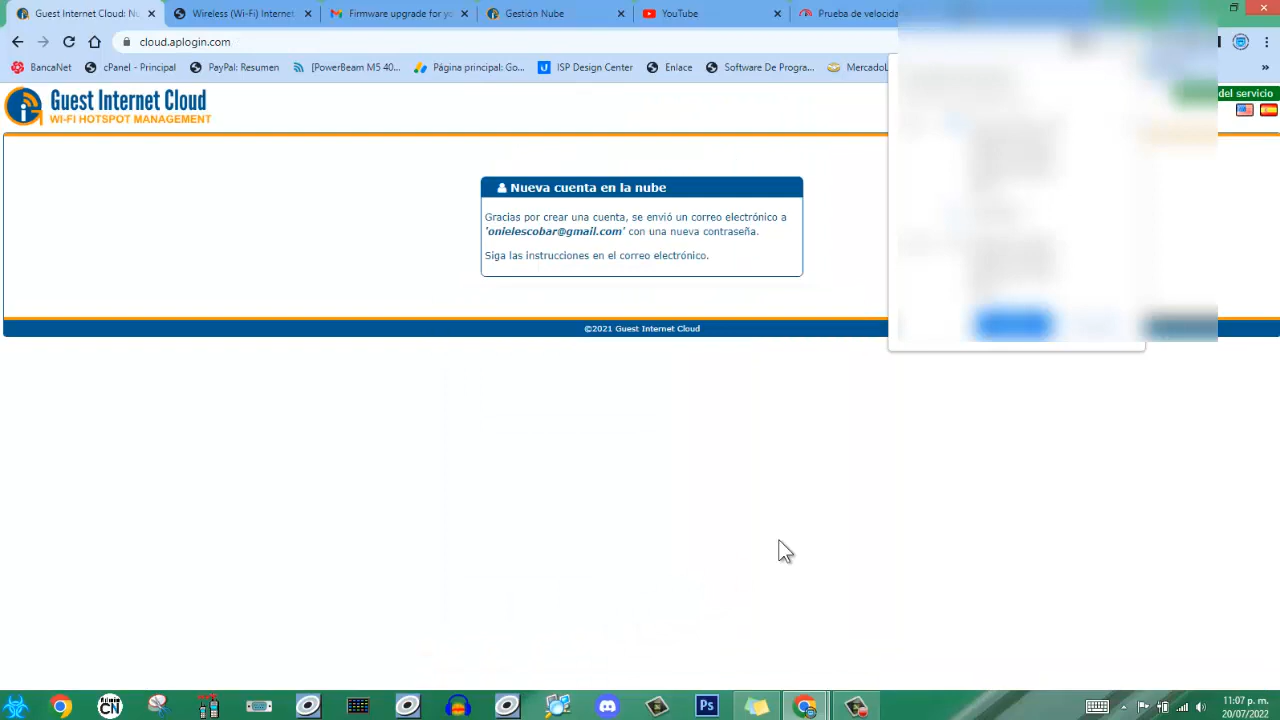 Guest Internet Cloud: Nu
Wireless (Wi-Fi) Internet
Firmware upgrade for yo
Gestión Nube
YouTube
Prueba de velocida
cloud.aplogin.com
BancaNet
cPanel - Principal
PayPal: Resumen
[PowerBeam M5 40...
Página principal: Go...
ISP Design Center
Enlace
Software De Progra...
MercadoL
»
Guest Internet Cloud
WI-FI HOTSPOT MANAGEMENT
del servicio
Nueva cuenta en la nube
Gracias por crear una cuenta, se envió un correo electrónico a
'onielescobar@gmail.com' con una nueva contraseña.
Siga las instrucciones en el correo electrónico.
©2021 Guest Internet Cloud
Ps
11:07 p. m.
20/07/2022